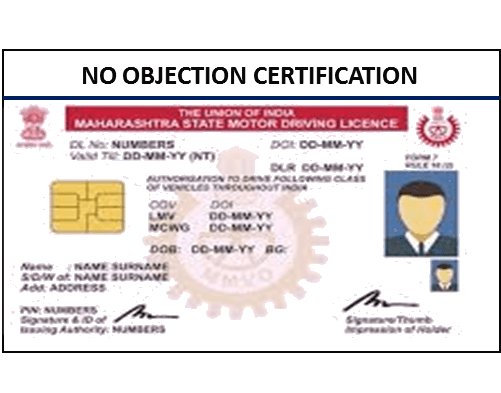 NO OBJECTION CERTIFICATION
THE UNION OF INDIA
MAHARASHTRA STATE MOTOR DRIVING LICENCE
DL No: NUMBERS DOI: DD-MM-YY
Valid Till: DD-MM-YY (NT)
DLR DD-MM-YY
FORM 7
RULE 16 (2)
AUTHORISATION TO DRIVE FOLLOWING CLASS
OF VEHICLES THROUGHOUT INDIA
COV DOI
LMV DD-MM-YY
MCWG DD-MM-YY
DOB: DD-MM-YY BG:
Name : NAME SURNAME
S/D/W of: NAME SURNAME
Add: ADDRESS
PIN: NUMBERS
Signature & ID of
Issuing Authority: NUMBERS
Signature/Thumb
Impression of Holder
MMVD